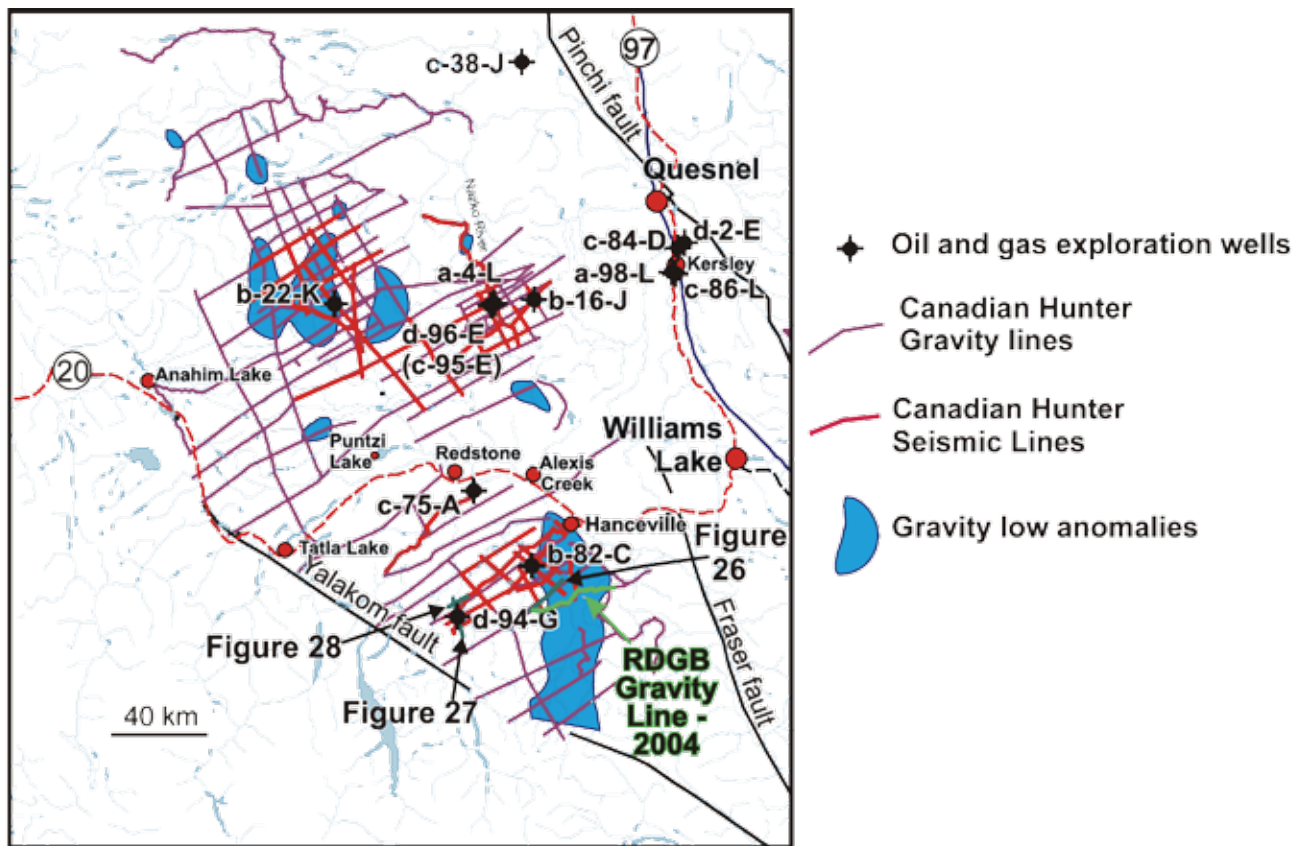 c-38-J
97
Pinchi fault
Quesnel
Nazko River
d-2-E
c-84-D
Kersley
a-98-L
c-86-L
a-4-L
b-22-K
b-16-J
d-96-E
(c-95-E)
20
Anahim Lake
Puntzi
Lake
Redstone
Alexis
Creek
Williams
Lake
c-75-A
Hanceville
Tatla Lake
Yalakom fault
b-82-C
Figure
26
d-94-G
Figure 28
Figure 27
RDGB
Gravity
Line -
2004
Fraser fault
40 km
Oil and gas exploration wells
Canadian Hunter
Gravity lines
Canadian Hunter
Seismic Lines
Gravity low anomalies